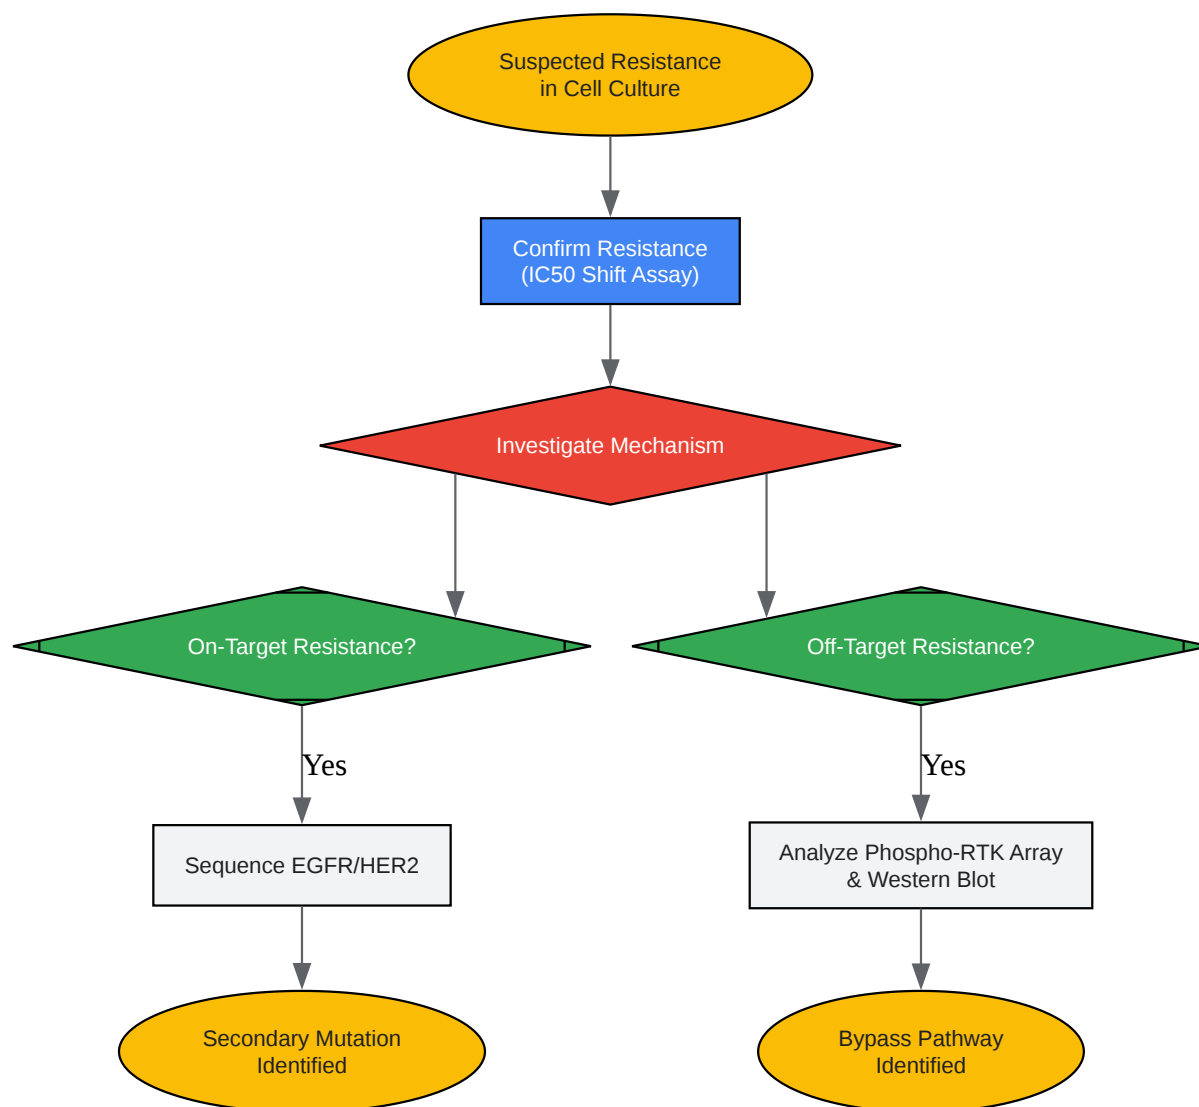 Suspected Resistance
in Cell Culture
Confirm Resistance
(IC50 Shift Assay)
Investigate Mechanism
On-Target Resistance?
Off-Target Resistance?
Yes
Yes
Sequence EGFR/HER2
Analyze Phospho-RTK Array
& Western Blot
Secondary Mutation
Identified
Bypass Pathway
Identified